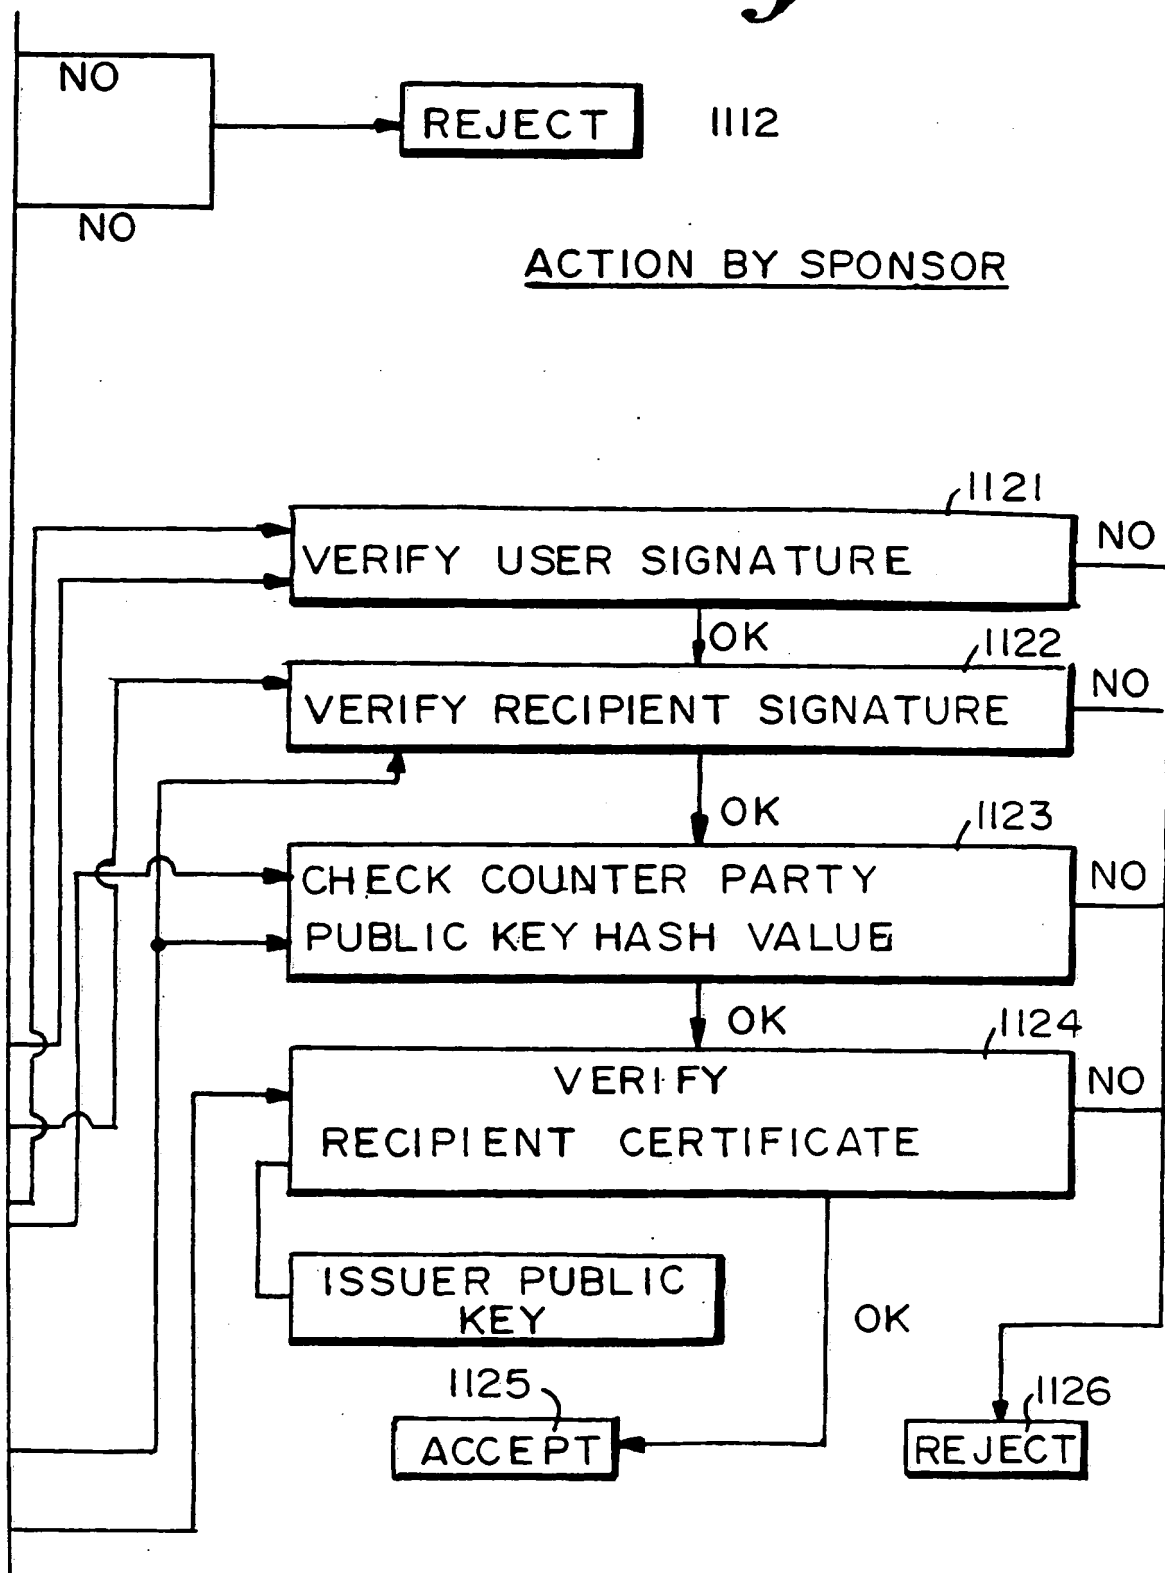 NO
REJECT 1112
NO
ACTION BY SPONSOR
1121
VERIFY USER SIGNATURE
NO
OK
1122
VERIFY RECIPIENT SIGNATURE
NO
OK
1123
CHECK COUNTER PARTY
PUBLIC KEY HASH VALUE
NO
OK
1124
VERIFY
RECIPIENT CERTIFICATE
NO
ISSUER PUBLIC
KEY
OK
1125
ACCEPT
1126
REJECT